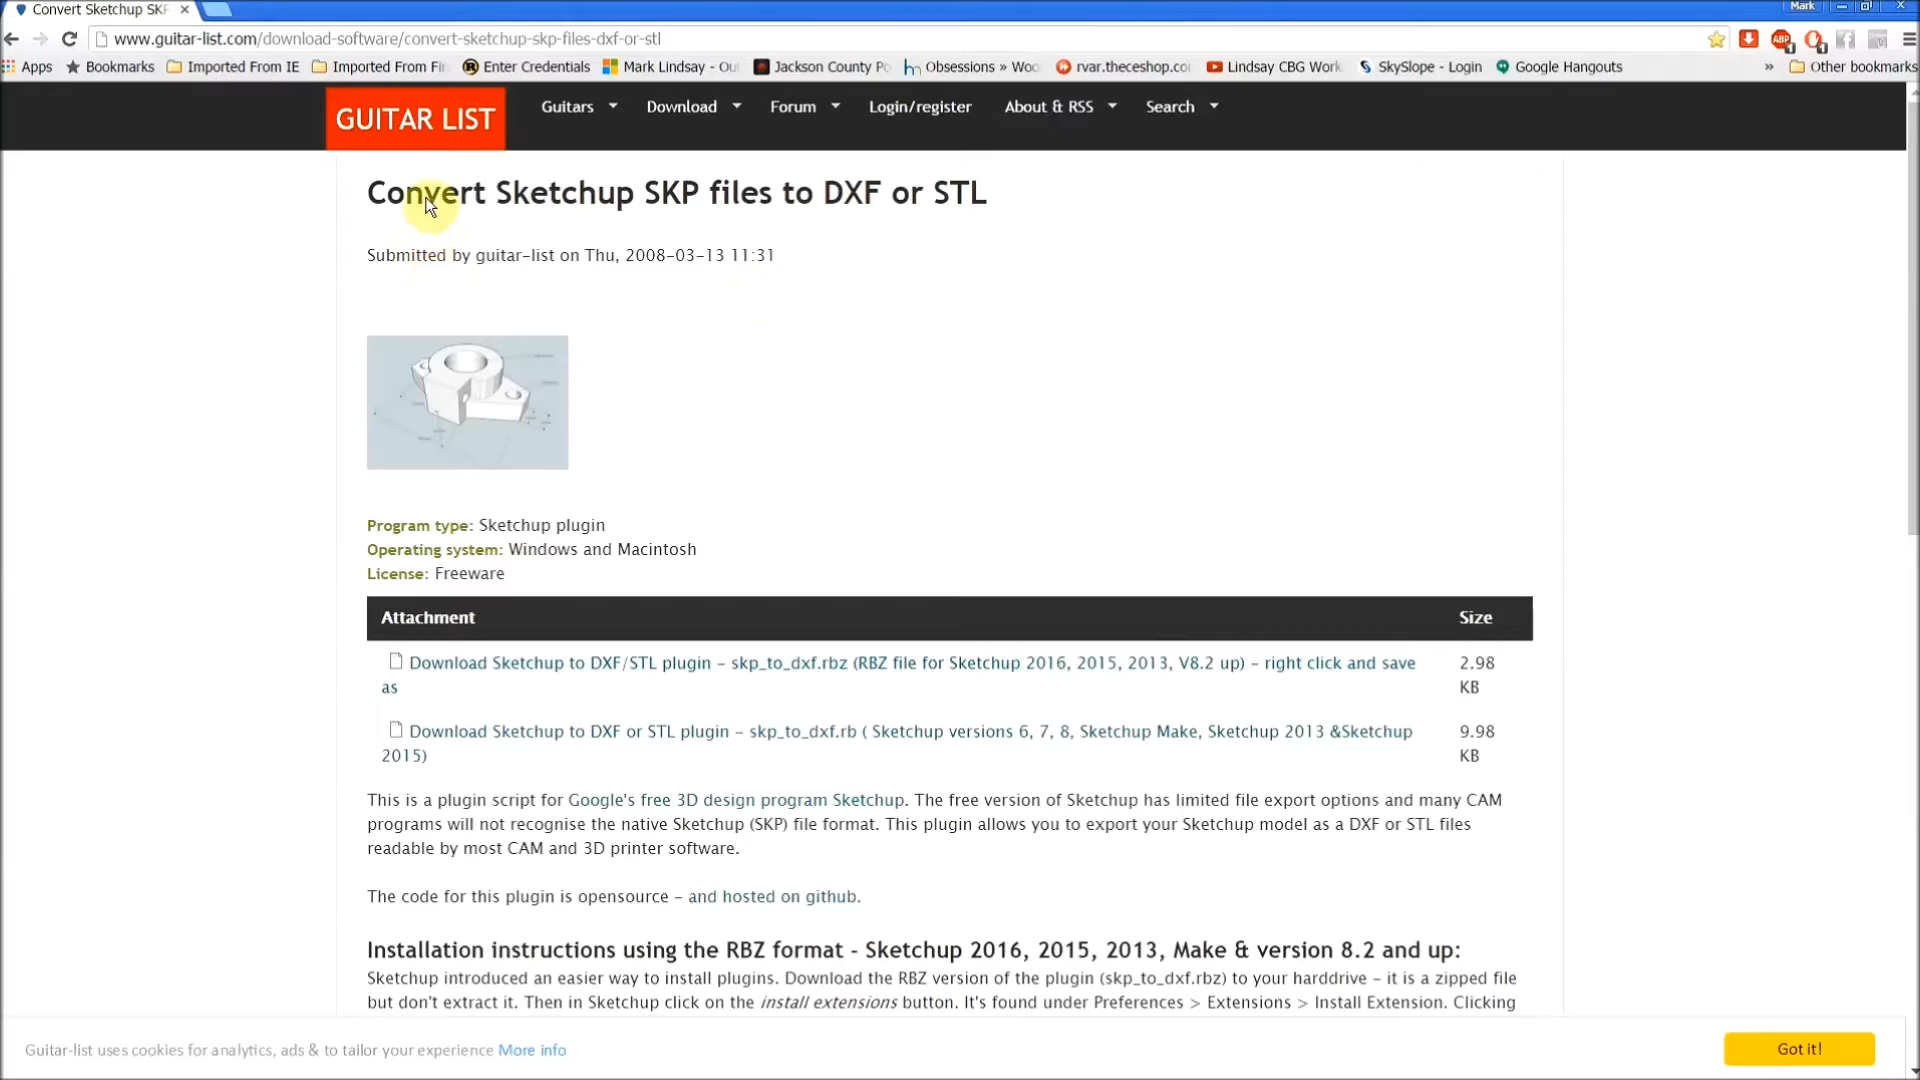 Convert Sketchup SKP
Mark
www.guitar-list.com/download-software/convert-sketchup-skp-files-dxf-or-stl
Apps
Bookmarks
Imported From IE
Imported From Fir
Enter Credentials
Mark Lindsay - Ou
Jackson County Po
Obsessions » Woo
rvar.theceshop.co
Lindsay CBG Work
SkySlope - Login
Google Hangouts
»
Other bookmarks
GUITAR LIST
Guitars
Download
Forum
Login/register
About & RSS
Search
Convert Sketchup SKP files to DXF or STL
Submitted by guitar-list on Thu, 2008-03-13 11:31
Program type: Sketchup plugin
Operating system: Windows and Macintosh
License: Freeware
Attachment Size
Download Sketchup to DXF/STL plugin - skp_to_dxf.rbz (RBZ file for Sketchup 2016, 2015, 2013, V8.2 up) - right click and save 2.98
as KB
Download Sketchup to DXF or STL plugin - skp_to_dxf.rb ( Sketchup versions 6, 7, 8, Sketchup Make, Sketchup 2013 &Sketchup 9.98
2015) KB
This is a plugin script for Google's free 3D design program Sketchup. The free version of Sketchup has limited file export options and many CAM
programs will not recognise the native Sketchup (SKP) file format. This plugin allows you to export your Sketchup model as a DXF or STL files
readable by most CAM and 3D printer software.
The code for this plugin is opensource - and hosted on github.
Installation instructions using the RBZ format - Sketchup 2016, 2015, 2013, Make & version 8.2 and up:
Sketchup introduced an easier way to install plugins. Download the RBZ version of the plugin (skp_to_dxf.rbz) to your harddrive - it is a zipped file
but don't extract it. Then in Sketchup click on the install extensions button. It's found under Preferences > Extensions > Install Extension. Clicking
Guitar-list uses cookies for analytics, ads & to tailor your experience More info
Got it!